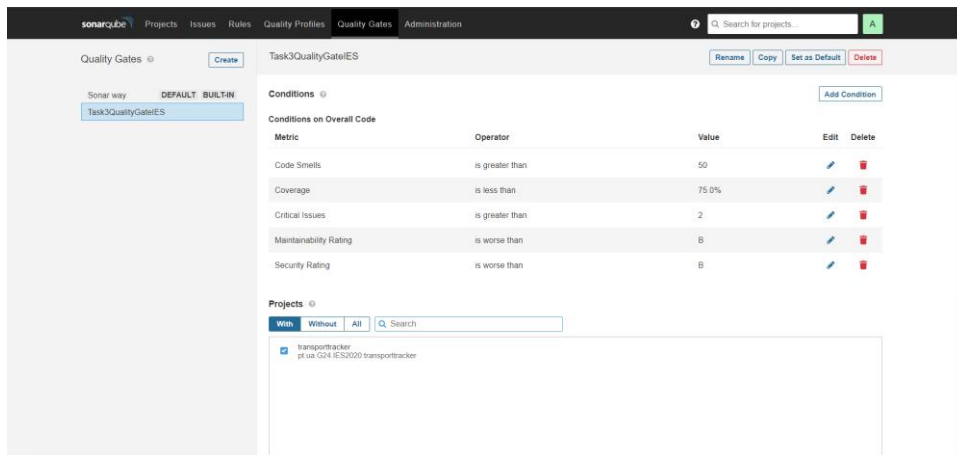 sonarqube Projects Issues Rules Quality Profiles Quality Gates Administration ? Search for projects... A
Quality Gates ? Create
Task3QualityGateIES Rename Copy Set as Default Delete
Sonar way DEFAULT BUILT-IN
Task3QualityGateIES
Conditions ? Add Condition
Conditions on Overall Code
Metric Operator Value Edit Delete
Code Smells is greater than 50
Coverage is less than 75.0%
Critical Issues is greater than 2
Maintainability Rating is worse than B
Security Rating is worse than B
Projects ?
With Without All Search
transporttracker
pt.ua.G24.IES2020:transporttracker